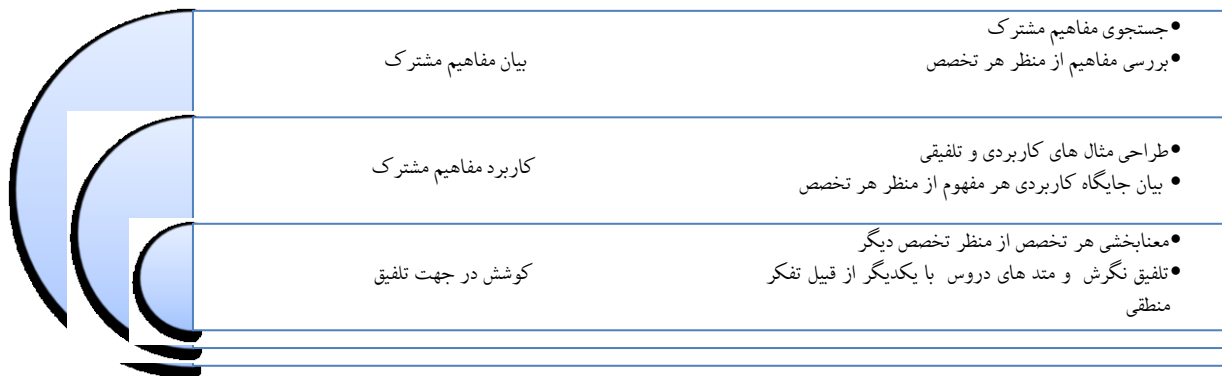 •جستجوی مفاهیم مشترک
•بررسی مفاهیم از منظر هر تخصص
بیان مفاهیم مشترک
•طراحی مثال های کاربردی و تلفیقی
• بیان جایگاه کاربردی هر مفهوم از منظر هر تخصص
کاربرد مفاهیم مشترک
•معنابخشی هر تخصص از منظر تخصص دیگر
•تلفیق نگرش و متد های دروس با یکدیگر از قبیل تفکر
منطقی
کوشش در جهت تلفیق